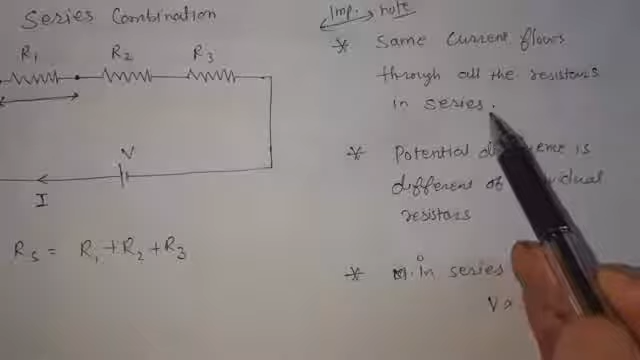 Series Combination
R1 R2 R3
V
I
Rs = R1 + R2 + R3
Imp. note
* Same current flows
through all the resistors
in series.
* Potential is
different of
resistors
* In series
V ∝